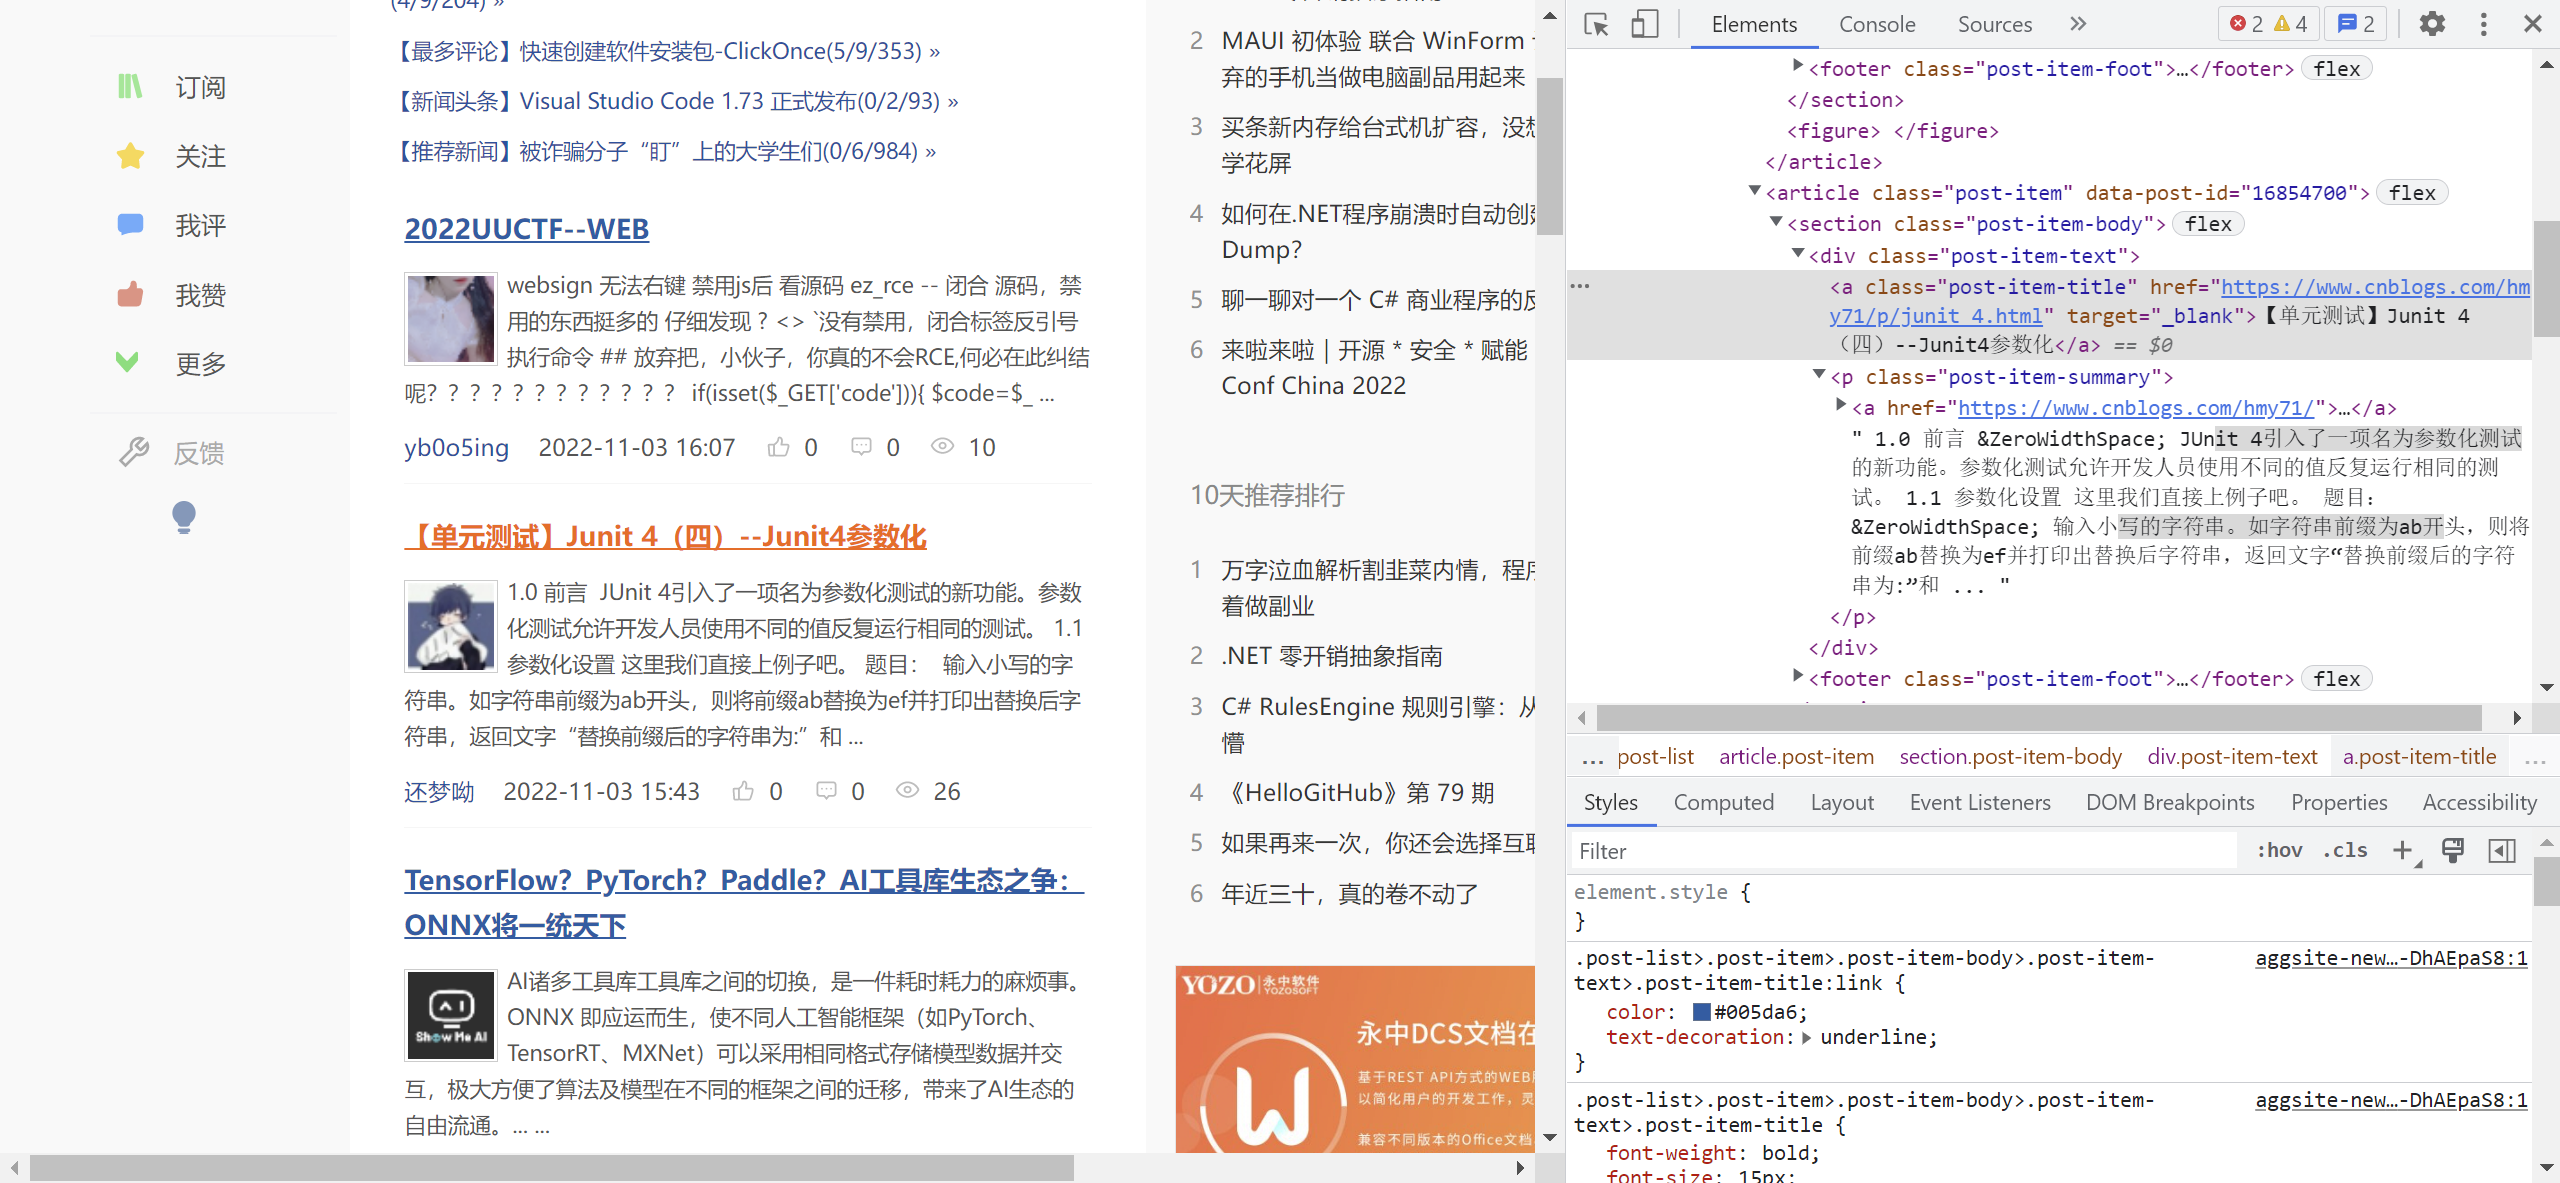 (4/9/204) »
【最多评论】快速创建软件安装包-ClickOnce(5/9/353) »
【新闻头条】Visual Studio Code 1.73 正式发布(0/2/93) »
【推荐新闻】被诈骗分子“盯”上的大学生们(0/6/984) »
订阅
关注
我评
我赞
更多
反馈
2022UUCTF--WEB
websign 无法右键 禁用js后 看源码 ez_rce -- 闭合 源码，禁
用的东西挺多的 仔细发现 ? <> `没有禁用，闭合标签反引号
执行命令 ## 放弃把，小伙子，你真的不会RCE,何必在此纠结
呢? ? ? ? ? ? ? ? ? ? ? ? if(isset($_GET['code'])){ $code=$_ ...
yb0o5ing 2022-11-03 16:07 0 0 10
【单元测试】Junit 4（四）--Junit4参数化
1.0 前言 JUnit 4引入了一项名为参数化测试的新功能。参数
化测试允许开发人员使用不同的值反复运行相同的测试。 1.1
参数化设置 这里我们直接上例子吧。 题目： 输入小写的字
符串。如字符串前缀为ab开头，则将前缀ab替换为ef并打印出替换后字
符串，返回文字“替换前缀后的字符串为:”和 ...
还梦呦 2022-11-03 15:43 0 0 26
TensorFlow？PyTorch？Paddle？AI工具库生态之争：
ONNX将一统天下
Show Me AI
AI诸多工具库工具库之间的切换，是一件耗时耗力的麻烦事。
ONNX 即应运而生，使不同人工智能框架（如PyTorch、
TensorRT、MXNet）可以采用相同格式存储模型数据并交
互，极大方便了算法及模型在不同的框架之间的迁移，带来了AI生态的
自由流通。... ...
2 MAUI 初体验 联合 WinForm
弃的手机当做电脑副品用起来
3 买条新内存给台式机扩容，没想
学花屏
4 如何在.NET程序崩溃时自动创建
Dump?
5 聊一聊对一个 C# 商业程序的反
6 来啦来啦 | 开源 * 安全 * 赋能
Conf China 2022
10天推荐排行
1 万字泣血解析割韭菜内情，程序
着做副业
2 .NET 零开销抽象指南
3 C# RulesEngine 规则引擎：从
懵
4 《HelloGitHub》第 79 期
5 如果再来一次，你还会选择互联
6 年近三十，真的卷不动了
YOZO 永中软件
YOZOSOFT
永中DCS文档在
基于REST API方式的WEB
以简化用户的开发工作，灵
兼容不同版本的Office文档
Elements Console Sources » 2 4 2
<footer class="post-item-foot">…</footer> flex
</section>
<figure> </figure>
</article>
<article class="post-item" data-post-id="16854700"> flex
<section class="post-item-body"> flex
<div class="post-item-text">
<a class="post-item-title" href="https://www.cnblogs.com/hm
y71/p/junit_4.html" target="_blank">【单元测试】Junit 4
（四）--Junit4参数化</a> == $0
<p class="post-item-summary">
<a href="https://www.cnblogs.com/hmy71/">…</a>
" 1.0 前言 &ZeroWidthSpace; JUnit 4引入了一项名为参数化测试
的新功能。参数化测试允许开发人员使用不同的值反复运行相同的测
试。 1.1 参数化设置 这里我们直接上例子吧。 题目：
&ZeroWidthSpace; 输入小写的字符串。如字符串前缀为ab开头，则将
前缀ab替换为ef并打印出替换后字符串，返回文字“替换前缀后的字符
串为:”和 ... "
</p>
</div>
<footer class="post-item-foot">…</footer> flex
... post-list article.post-item section.post-item-body div.post-item-text a.post-item-title ...
Styles Computed Layout Event Listeners DOM Breakpoints Properties Accessibility
Filter :hov .cls
element.style {
}
.post-list>.post-item>.post-item-body>.post-item- aggsite-new…-DhAEpaS8:1
text>.post-item-title:link {
color: #005da6;
text-decoration: underline;
}
.post-list>.post-item>.post-item-body>.post-item- aggsite-new…-DhAEpaS8:1
text>.post-item-title {
font-weight: bold;
font-size: 15px;